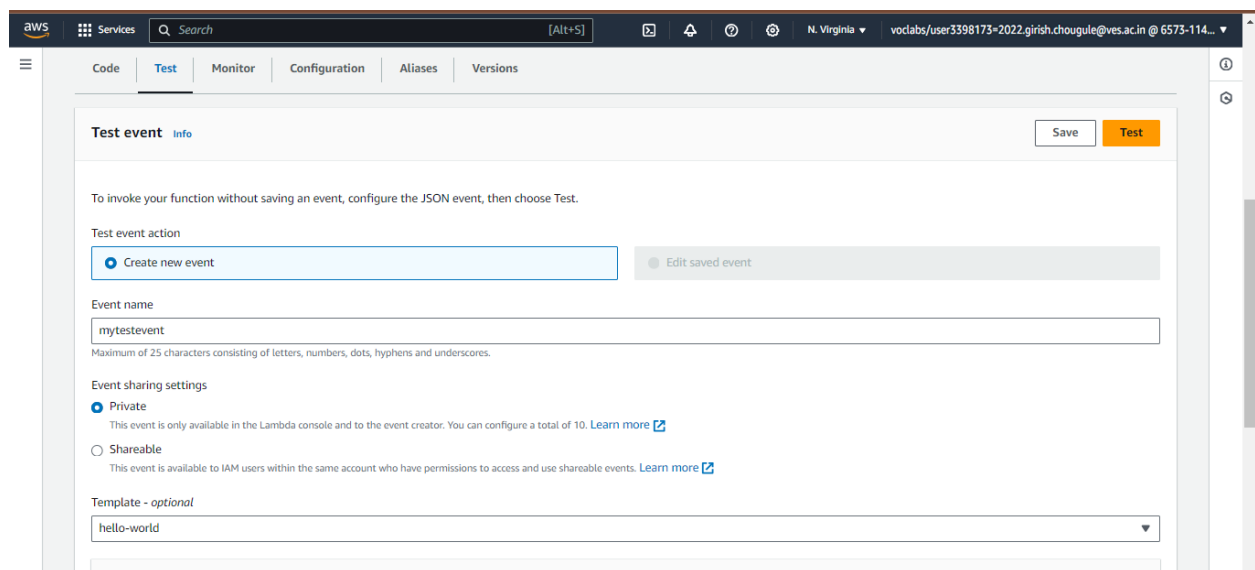 aws Services Search [Alt+S] N. Virginia voclabs/user3398173=2022.girish.chougule@ves.ac.in @ 6573-114...
Code Test Monitor Configuration Aliases Versions
Test event Info Save Test
To invoke your function without saving an event, configure the JSON event, then choose Test.
Test event action
Create new event Edit saved event
Event name
mytestevent
Maximum of 25 characters consisting of letters, numbers, dots, hyphens and underscores.
Event sharing settings
Private
This event is only available in the Lambda console and to the event creator. You can configure a total of 10. Learn more
Shareable
This event is available to IAM users within the same account who have permissions to access and use shareable events. Learn more
Template - optional
hello-world